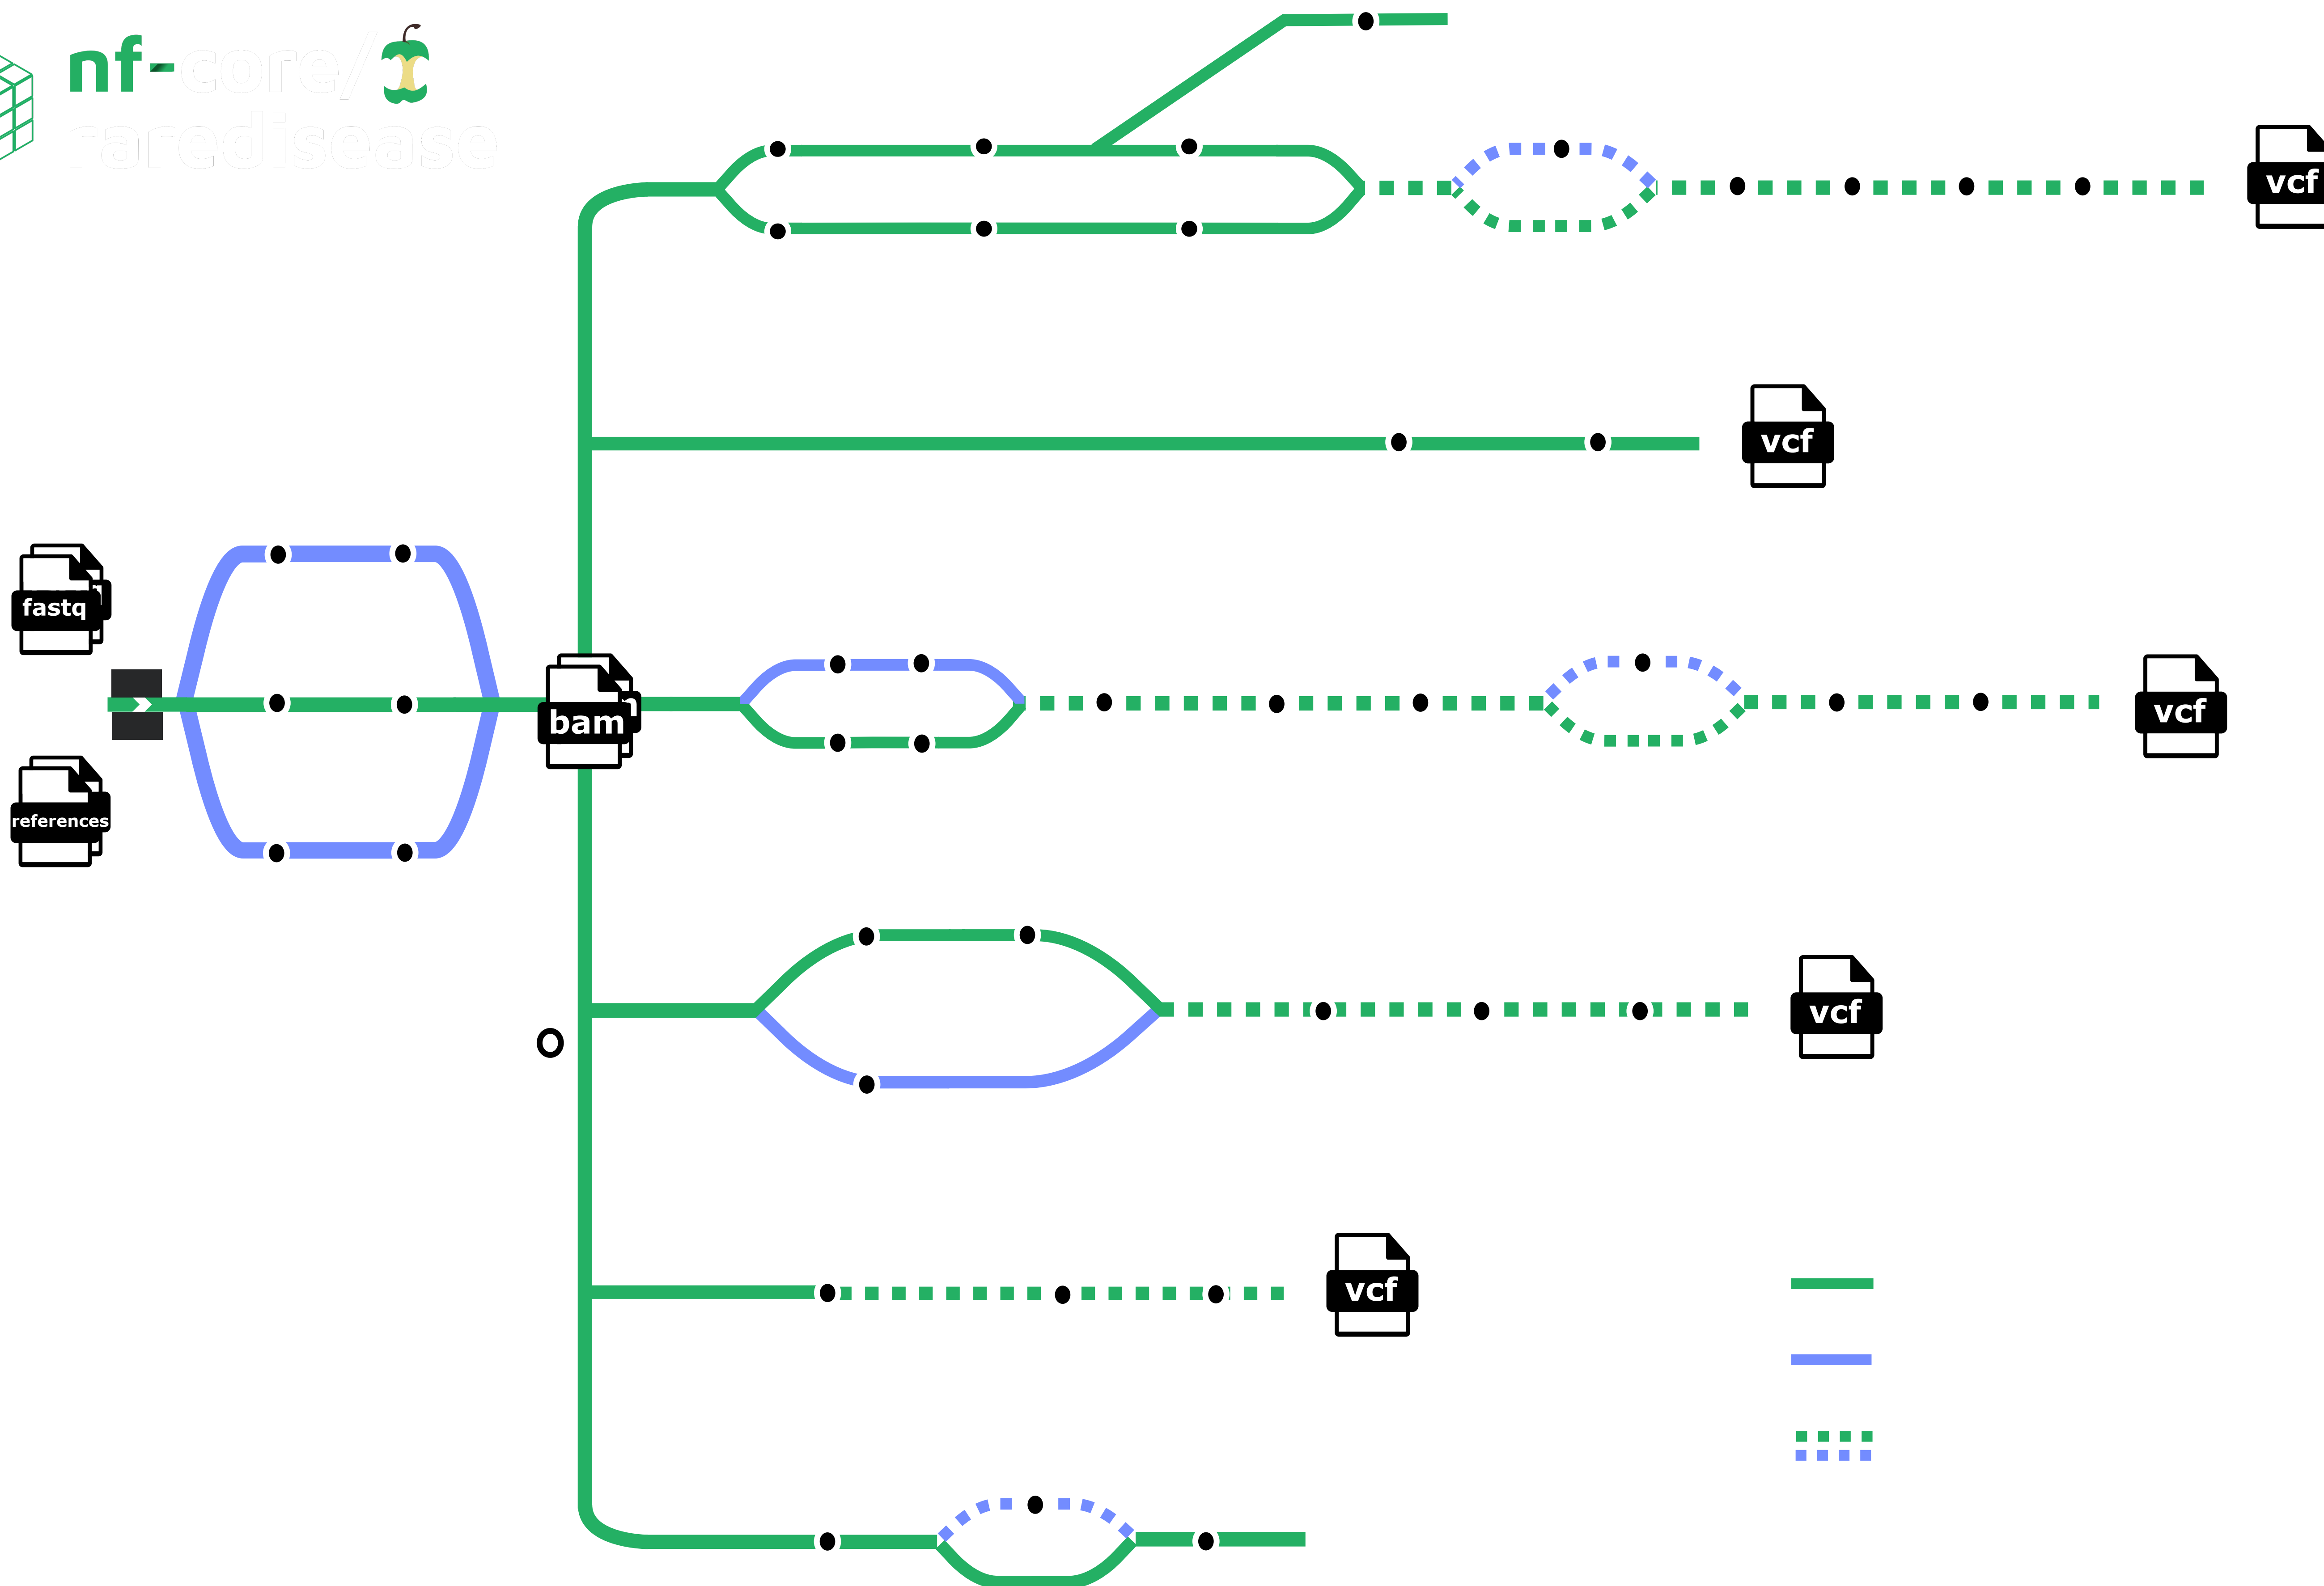 nf-core/
raredisease
vcf
vcf
fastq
bam
vcf
references
vcf
vcf